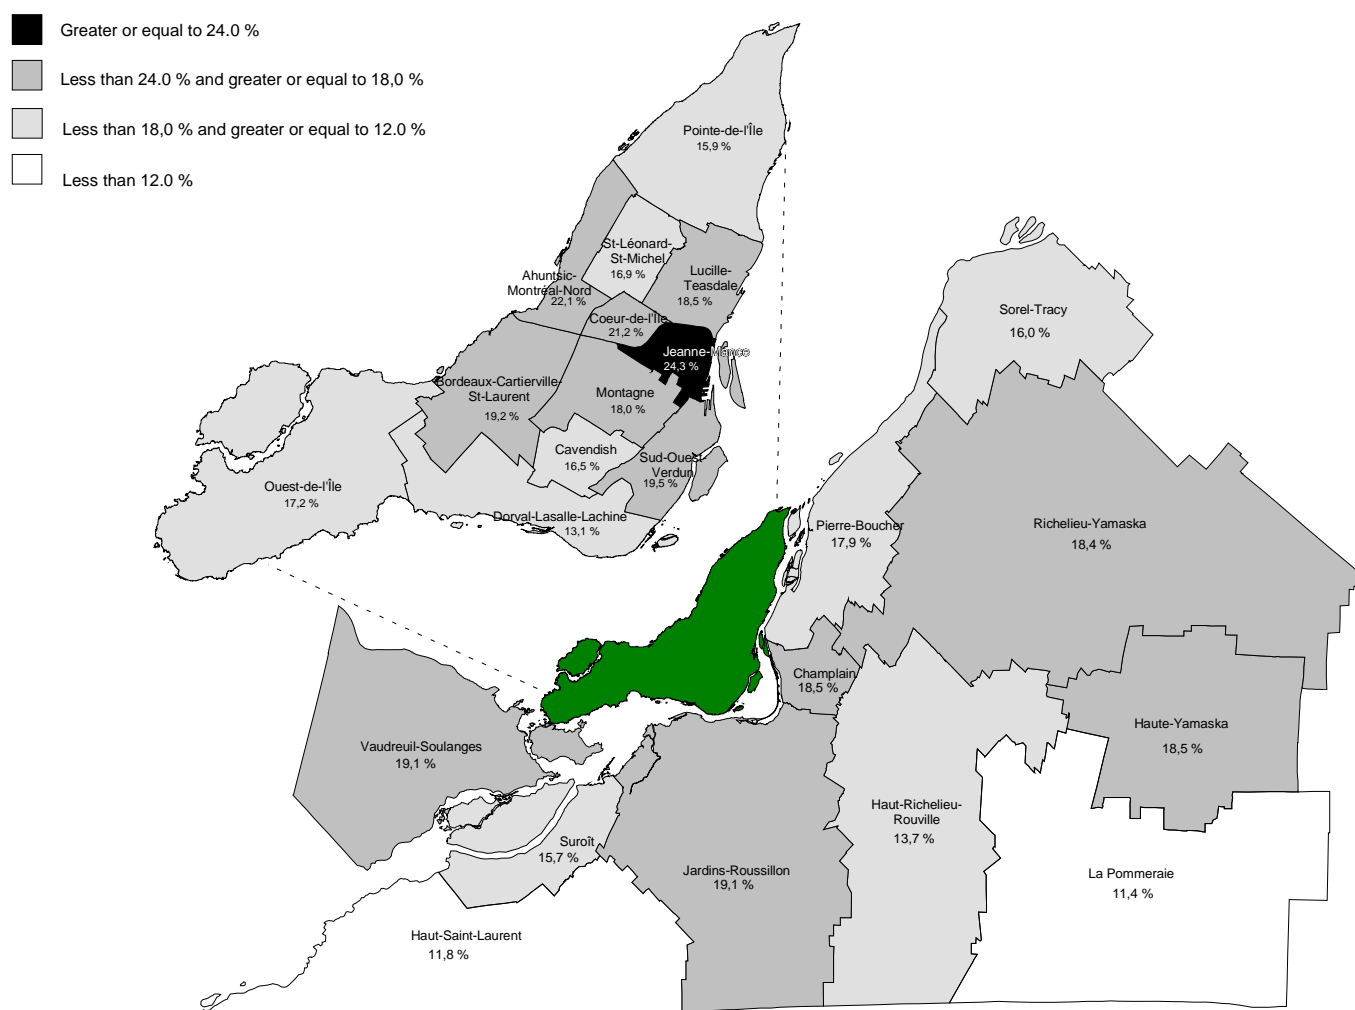 Greater or equal to 24.0 %
Less than 24.0 % and greater or equal to 18,0 %
Less than 18,0 % and greater or equal to 12.0 %
Less than 12.0 %
Pointe-de-l'Île
15,9 %
St-Léonard-
St-Michel
16,9 %
Lucille-
Teasdale
18,5 %
Ahuntsic-
Montréal-Nord
22,1 %
Coeur-de-l'Île
21,2 %
Jeanne-Mance
24,3 %
Bordeaux-Cartierville-
St-Laurent
19,2 %
Montagne
18,0 %
Cavendish
16,5 %
Sud-Ouest-
Verdun
19,5 %
Ouest-de-l'Île
17,2 %
Dorval-Lasalle-Lachine
13,1 %
Sorel-Tracy
16,0 %
Pierre-Boucher
17,9 %
Richelieu-Yamaska
18,4 %
Champlain
18,5 %
Haute-Yamaska
18,5 %
Vaudreuil-Soulanges
19,1 %
Haut-Richelieu-
Rouville
13,7 %
Suroît
15,7 %
Jardins-Roussillon
19,1 %
La Pommeraie
11,4 %
Haut-Saint-Laurent
11,8 %